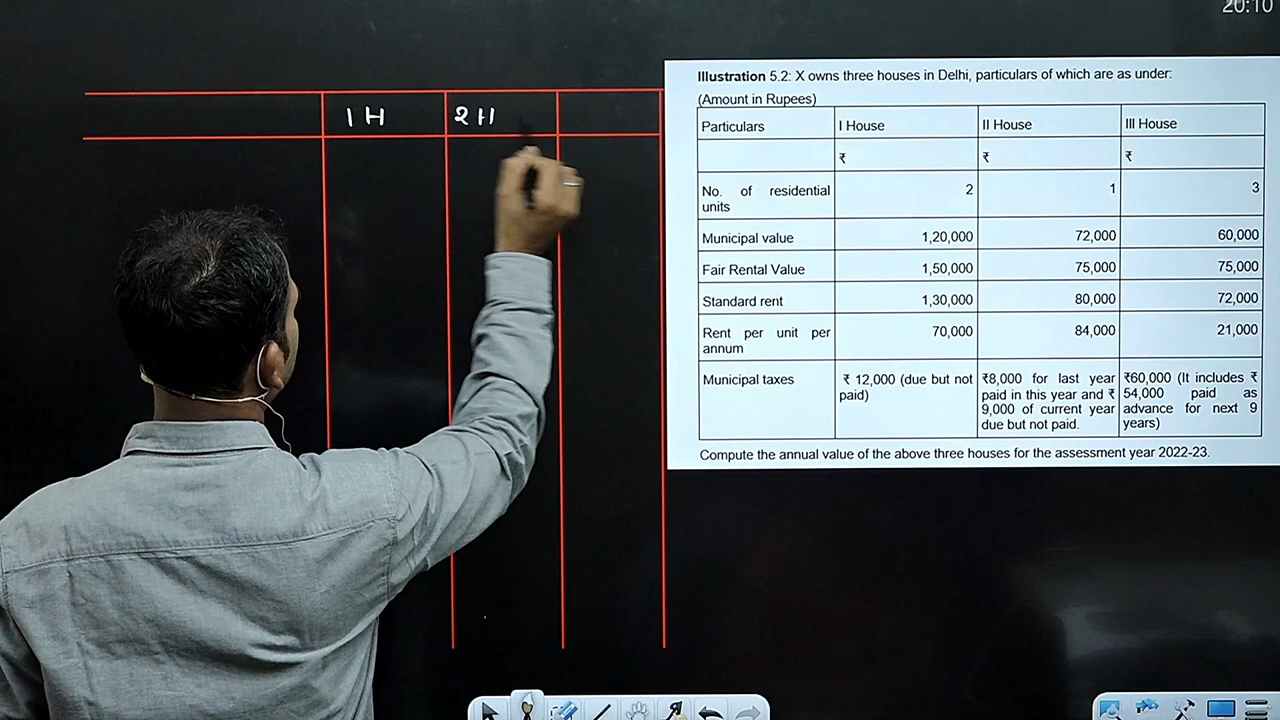 20:10
1 H 2 H
Illustration 5.2: X owns three houses in Delhi, particulars of which are as under:
(Amount in Rupees)
Particulars I House II House III House
₹ ₹ ₹
No. of residential units 2 1 3
Municipal value 1,20,000 72,000 60,000
Fair Rental Value 1,50,000 75,000 75,000
Standard rent 1,30,000 80,000 72,000
Rent per unit per annum 70,000 84,000 21,000
Municipal taxes ₹ 12,000 (due but not paid) ₹8,000 for last year paid in this year and ₹ 9,000 of current year due but not paid. ₹60,000 (It includes ₹ 54,000 paid as advance for next 9 years)
Compute the annual value of the above three houses for the assessment year 2022-23.